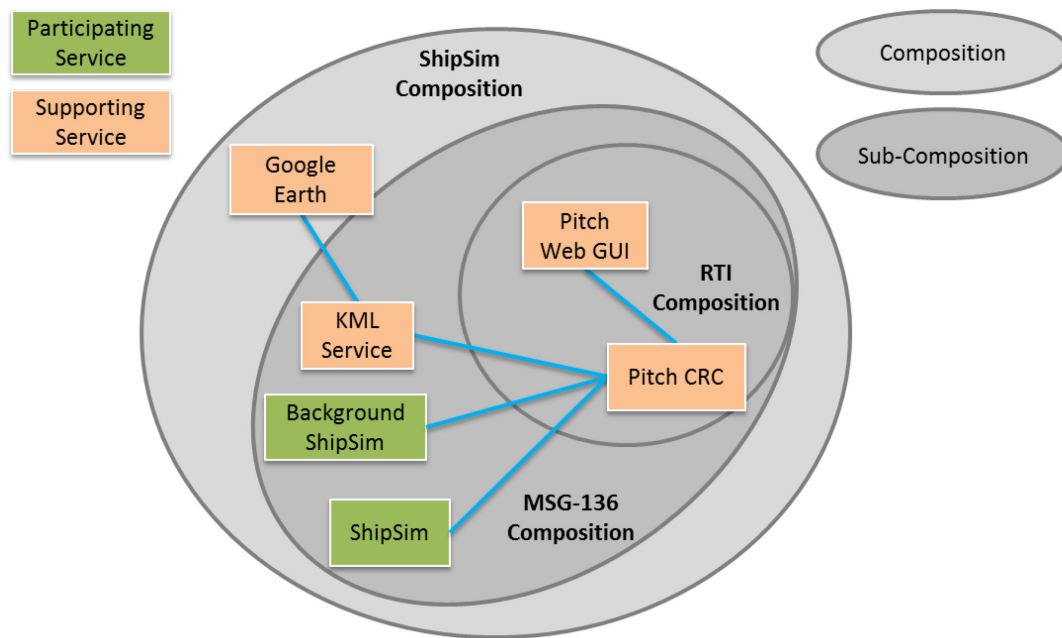 Participating
Service
Supporting
Service
ShipSim
Composition
Composition
Sub-Composition
Google
Earth
Pitch
Web GUI
RTI
Composition
KML
Service
Pitch CRC
Background
ShipSim
MSG-136
Composition
ShipSim